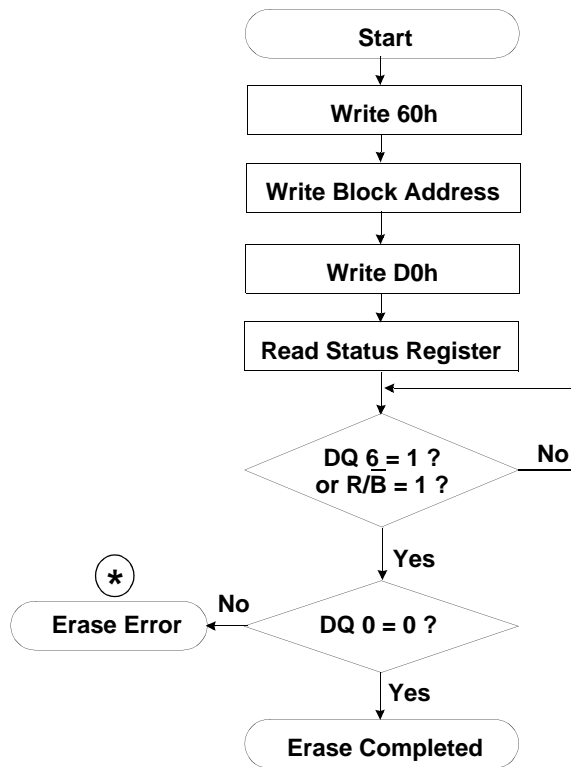 Start
Write 60h
Write Block Address
Write D0h
Read Status Register
DQ 6 = 1 ?
or R/B̅ = 1 ?
No
Yes
*
No
Erase Error
DQ 0 = 0 ?
Yes
Erase Completed